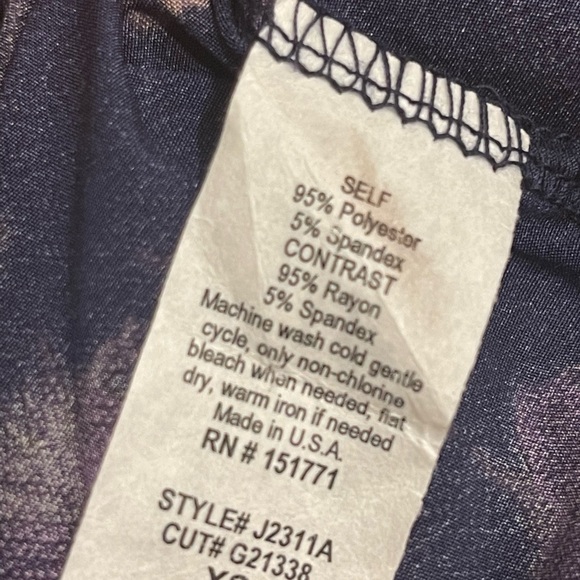 SELF
95% Polyester
5% Spandex
CONTRAST
95% Rayon
5% Spandex
Machine wash cold gentle
cycle, only non-chlorine
bleach when needed, flat
dry, warm iron if needed
Made in U.S.A.
RN # 151771
STYLE# J2311A
CUT# G21338